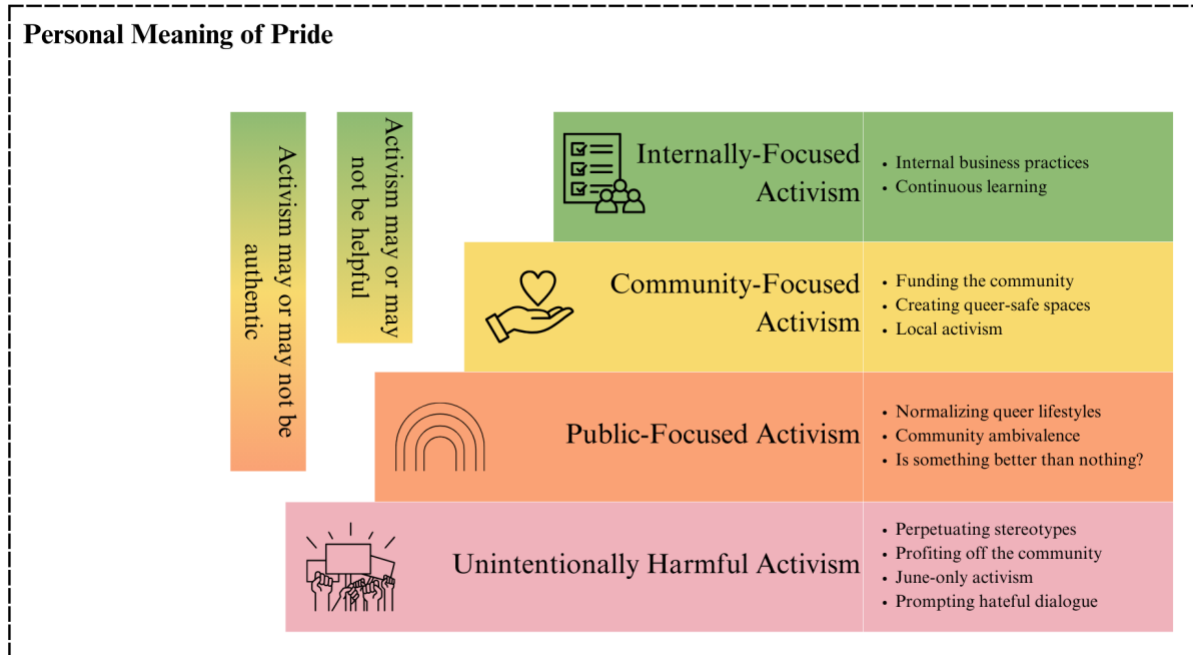 Personal Meaning of Pride
Activism may or may not be
authentic
Activism may or may
not be helpful
Internally-Focused
Activism
• Internal business practices
• Continuous learning
Community-Focused
Activism
• Funding the community
• Creating queer-safe spaces
• Local activism
Public-Focused Activism
• Normalizing queer lifestyles
• Community ambivalence
• Is something better than nothing?
Unintentionally Harmful Activism
• Perpetuating stereotypes
• Profiting off the community
• June-only activism
• Prompting hateful dialogue